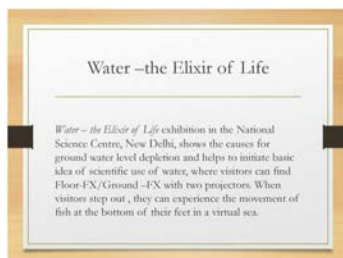 Water –the Elixir of Life
Water – the Elixir of Life exhibition in the National
Science Centre, New Delhi, shows the causes for
ground water level depletion and helps to initiate basic
idea of scientific use of water, where visitors can find
Floor-FX/Ground –FX with two projectors. When
visitors step out , they can experience the movement of
fish at the bottom of their feet in a virtual sea.